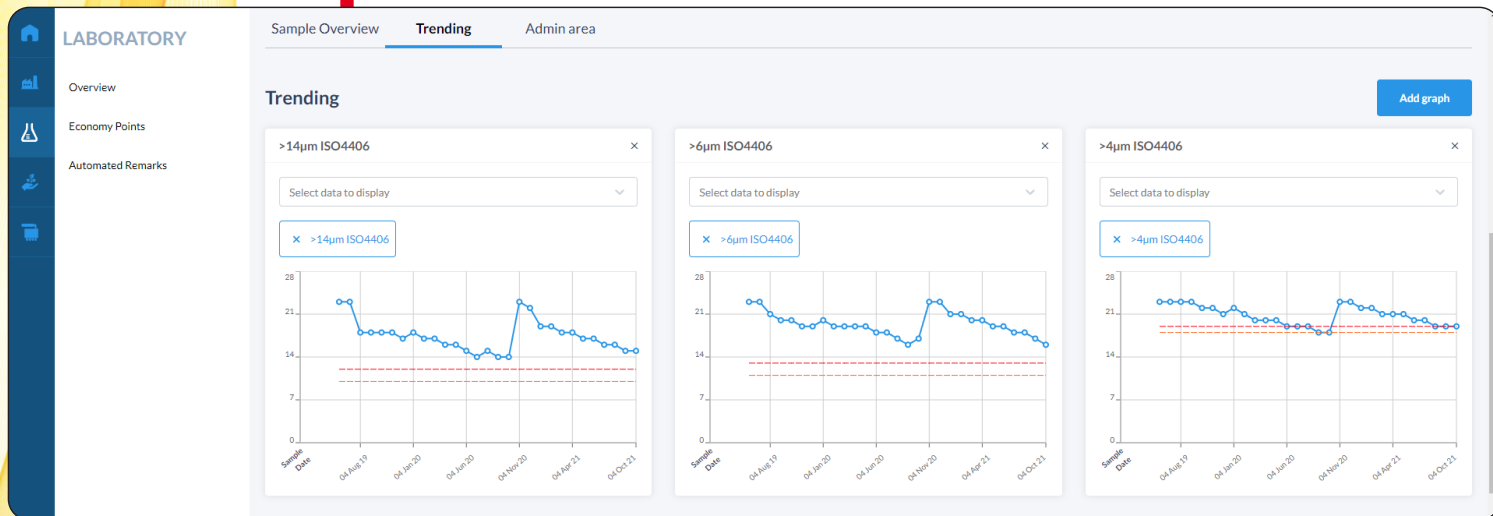 LABORATORY
Overview
Economy Points
Automated Remarks
Sample Overview Trending Admin area
Trending
Add graph
>14μm ISO4406 ×
Select data to display
× >14μm ISO4406
28
21
14
7
0
Sample Date
04 Aug 19
04 Jan 20
04 Jun 20
04 Nov 20
04 Apr 21
04 Oct 21
>6μm ISO4406 ×
Select data to display
× >6μm ISO4406
28
21
14
7
0
Sample Date
04 Aug 19
04 Jan 20
04 Jun 20
04 Nov 20
04 Apr 21
04 Oct 21
>4μm ISO4406 ×
Select data to display
× >4μm ISO4406
28
21
14
7
0
Sample Date
04 Aug 19
04 Jan 20
04 Jun 20
04 Nov 20
04 Apr 21
04 Oct 21